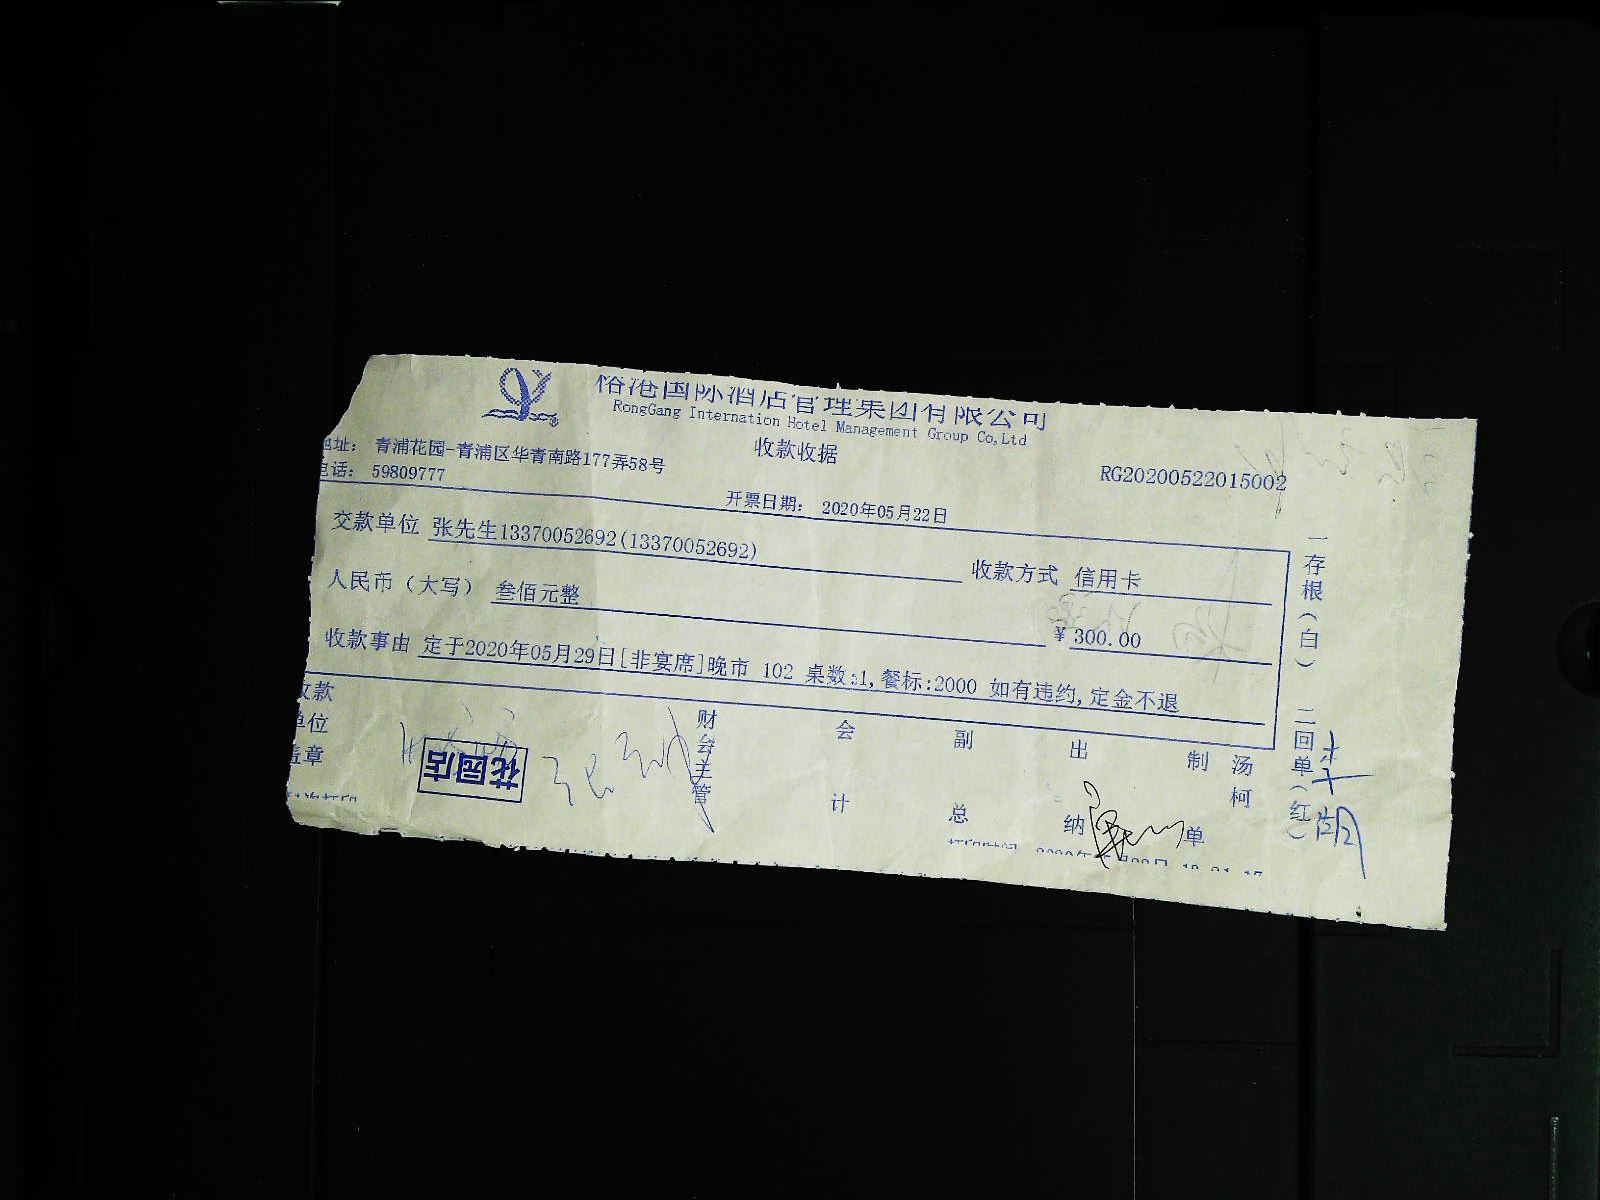 裕港国际酒店管理集团有限公司
RongGang Internation Hotel Management Group Co,Ltd
收款收据
地址: 青浦花园-青浦区华青南路177弄58号
电话: 59809777
RG20200522015002
开票日期: 2020年05月22日
交款单位 张先生13370052692(13370052692)
收款方式 信用卡
人民币（大写） 叁佰元整
￥300.00
收款事由 定于2020年05月29日[非宴席]晚市 102 桌数:1,餐标:2000 如有违约,定金不退
收款单位盖章
花园店
财会主管
会计
副总
出纳
制单
汤柯
一存根(白) 二回单(红)